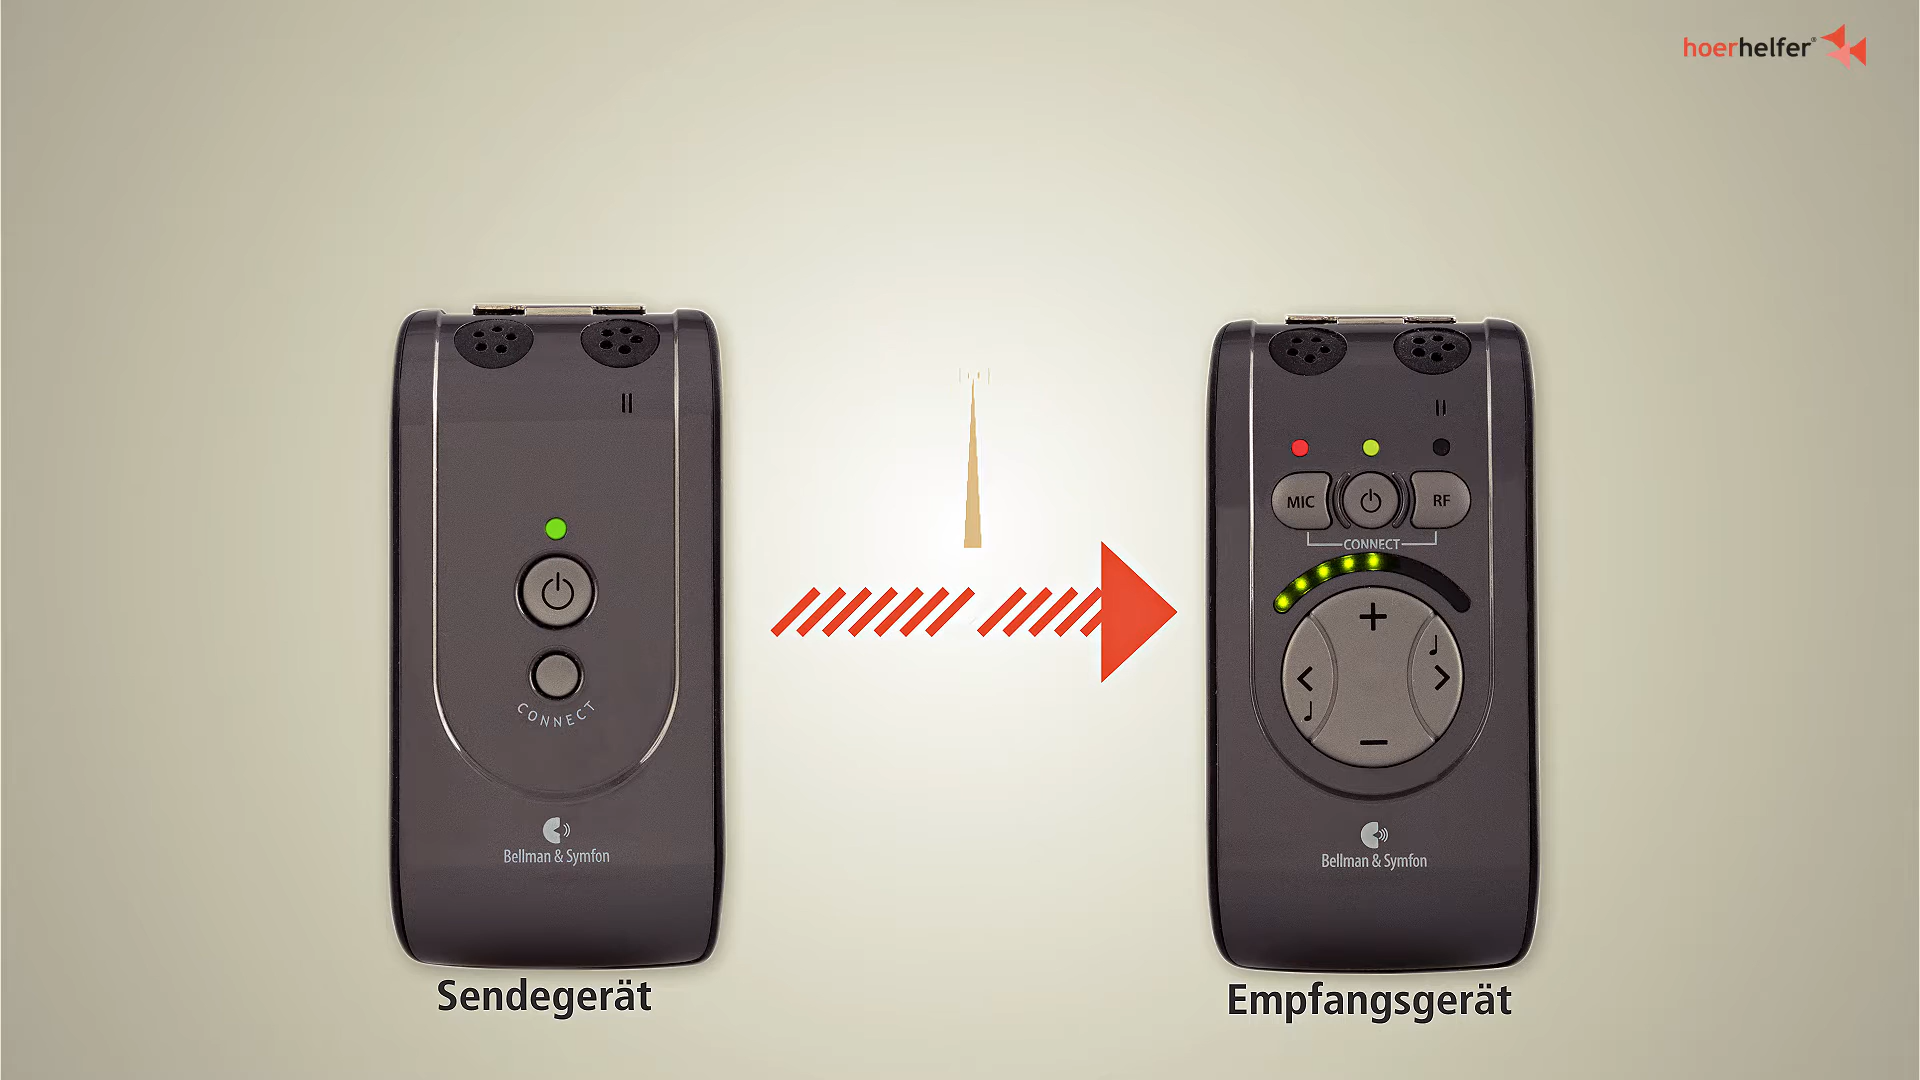 hoerhelfer®
MIC
RF
CONNECT
CONNECT
Bellman & Symfon
Bellman & Symfon
Sendegerät
Empfangsgerät